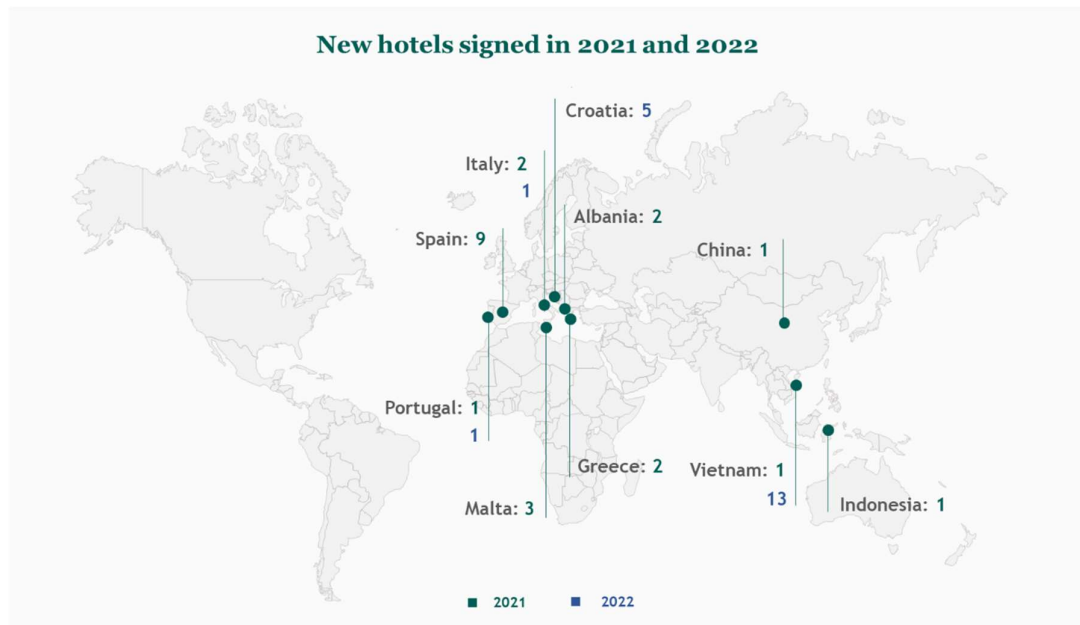 New hotels signed in 2021 and 2022
Croatia: 5
Italy: 2
1
Albania: 2
Spain: 9
China: 1
Portugal: 1
1
Greece: 2
Vietnam: 1
13
Malta: 3
Indonesia: 1
2021 2022